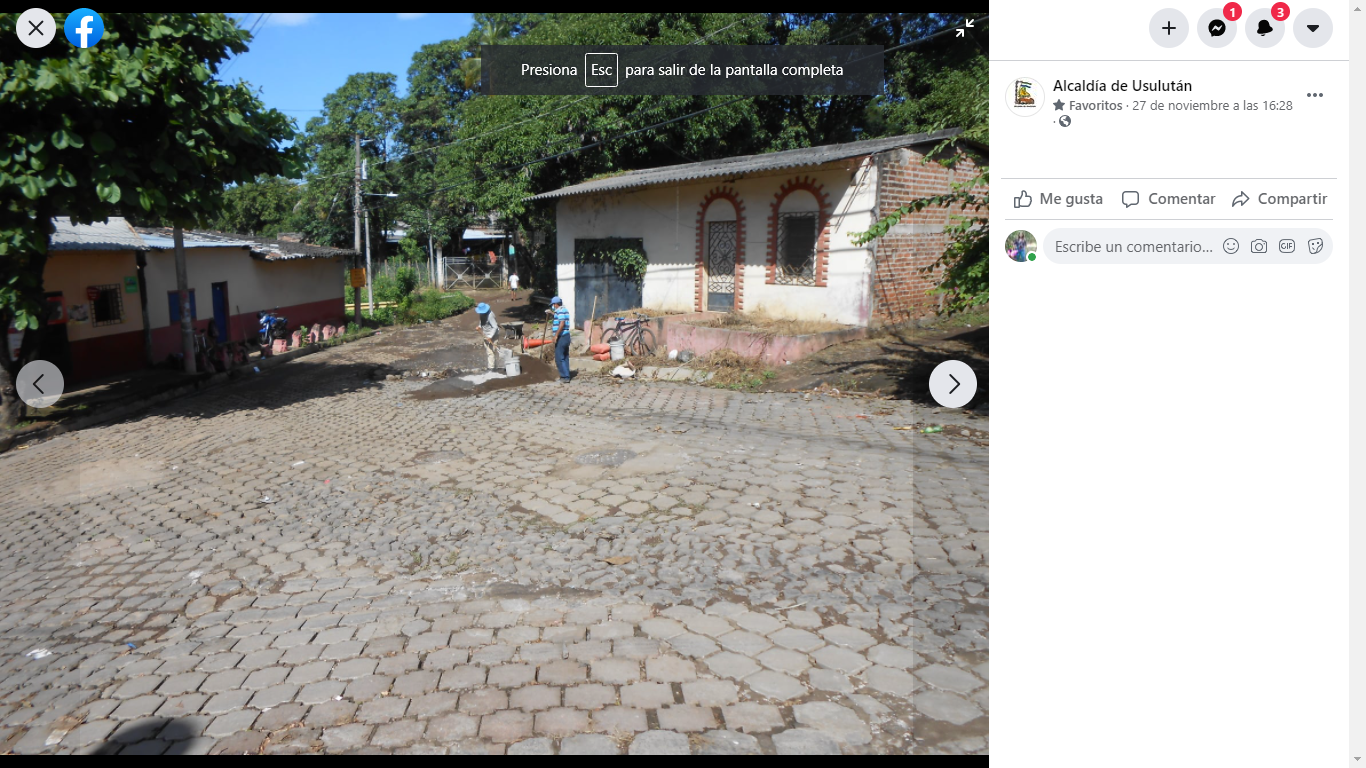 Presiona Esc para salir de la pantalla completa
1
3
Alcaldía de Usulután
Favoritos · 27 de noviembre a las 16:28
·
Me gusta Comentar Compartir
Escribe un comentario...
GIF